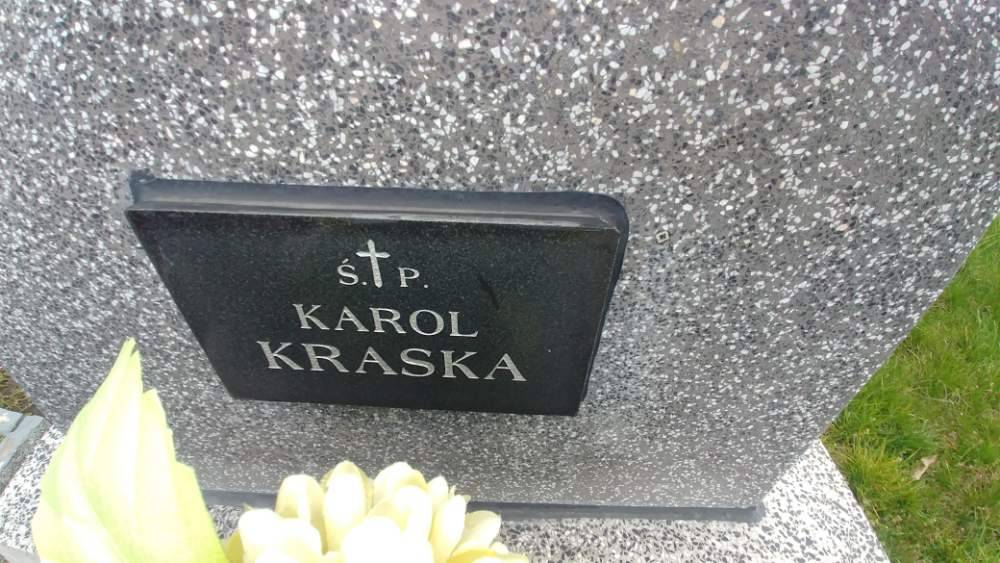 Ś.P.
KAROL
KRASKA